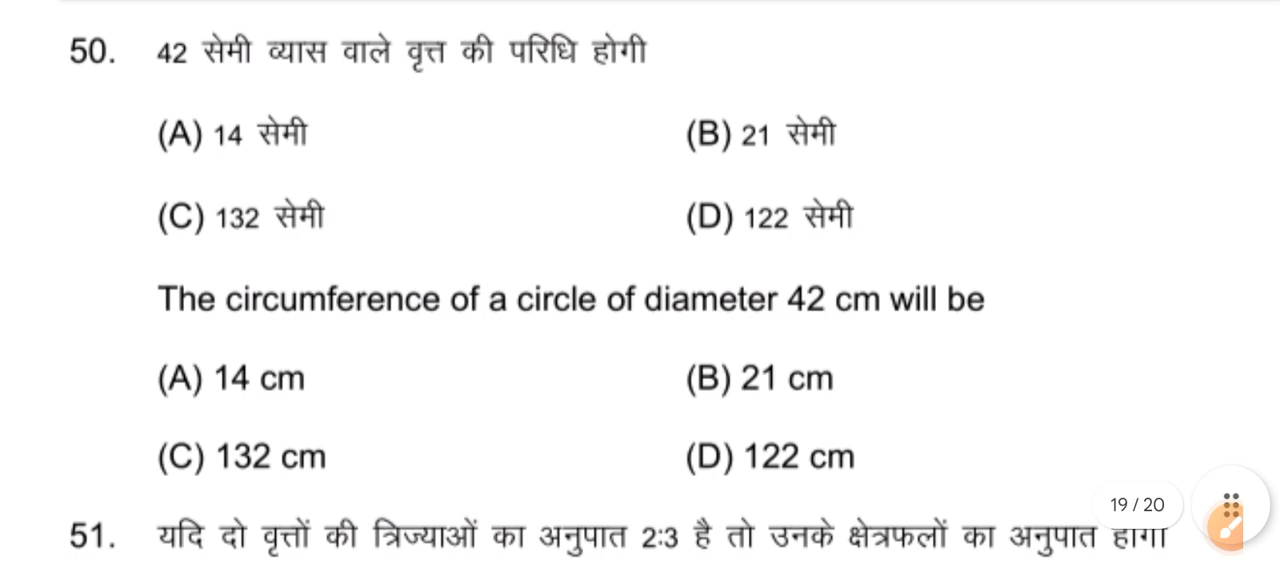 50. 42 सेमी व्यास वाले वृत्त की परिधि होगी
(A) 14 सेमी (B) 21 सेमी
(C) 132 सेमी (D) 122 सेमी
The circumference of a circle of diameter 42 cm will be
(A) 14 cm (B) 21 cm
(C) 132 cm (D) 122 cm
19 / 20
51. यदि दो वृत्तों की त्रिज्याओं का अनुपात 2:3 है तो उनके क्षेत्रफलों का अनुपात होगा